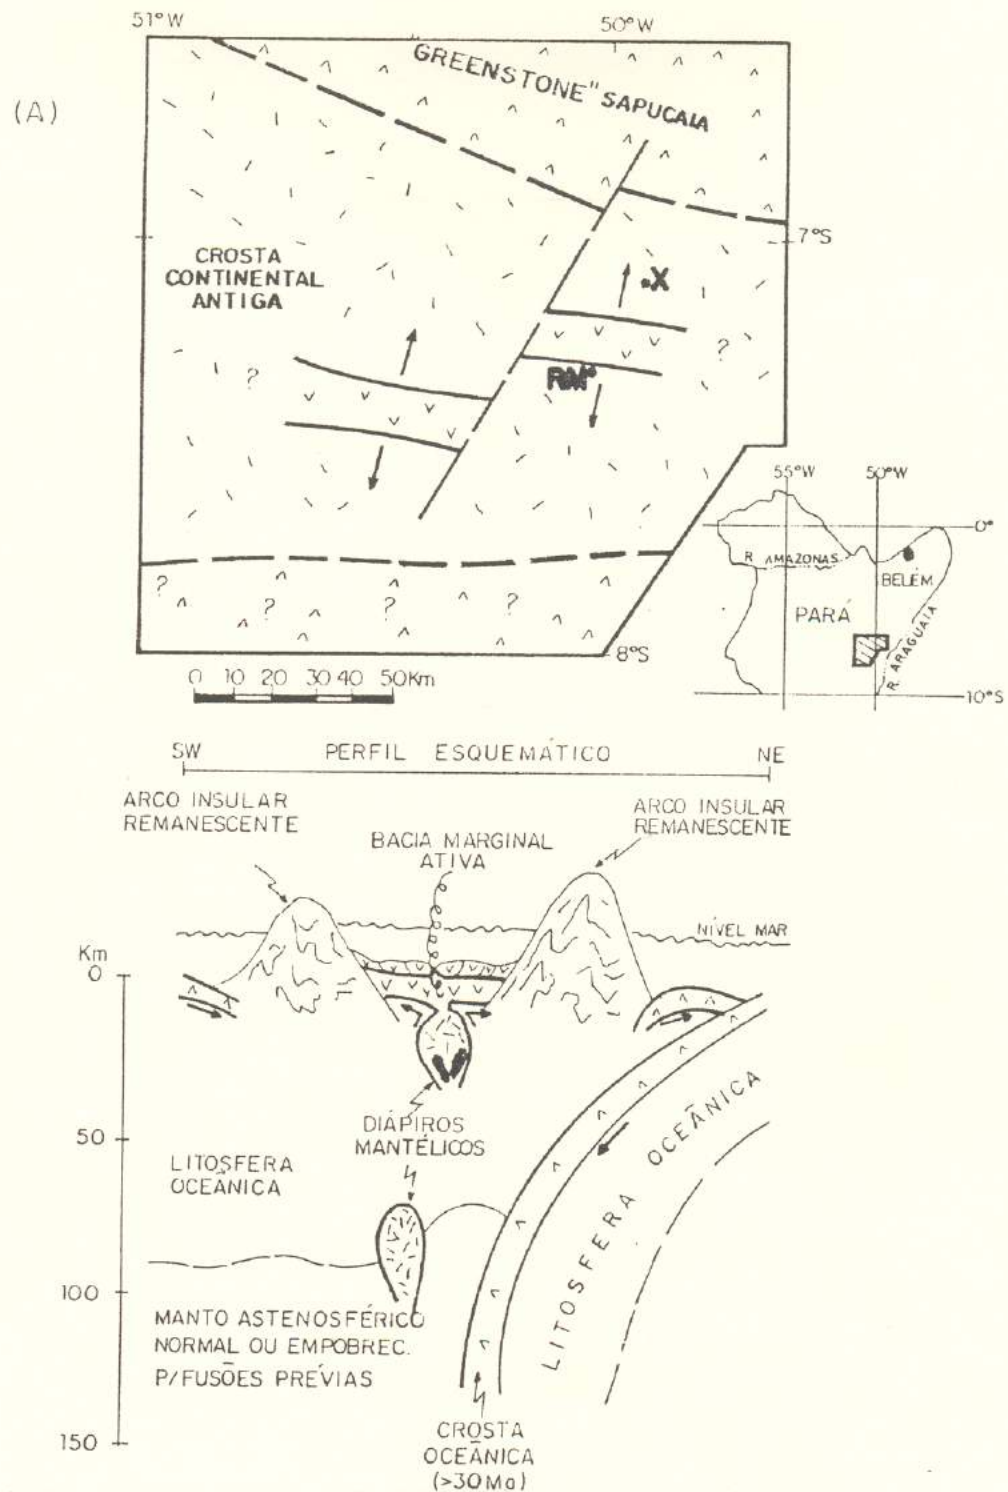 51°W 50°W
(A)
GREENSTONE" SAPUCAIA
7°S
CROSTA
CONTINENTAL
ANTIGA
.X
?
?
RM
?
?
?
?
8°S
0 10 20 30 40 50Km
55°W 50°W
0°
R. AMAZONAS
BELÉM
PARÁ
R. ARAGUAIA
10°S
SW PERFIL ESQUEMÁTICO NE
ARCO INSULAR
REMANESCENTE
ARCO INSULAR
REMANESCENTE
BACIA MARGINAL
ATIVA
NÍVEL MAR
Km
0
50
100
150
DIÁPIROS
MANTÉLICOS
LITOSFERA
OCEÂNICA
LITOSFERA OCEÂNICA
MANTO ASTENOSFÉRICO
NORMAL OU EMPOBREC.
P/FUSÕES PRÉVIAS
CROSTA
OCEÂNICA
(>30Ma)